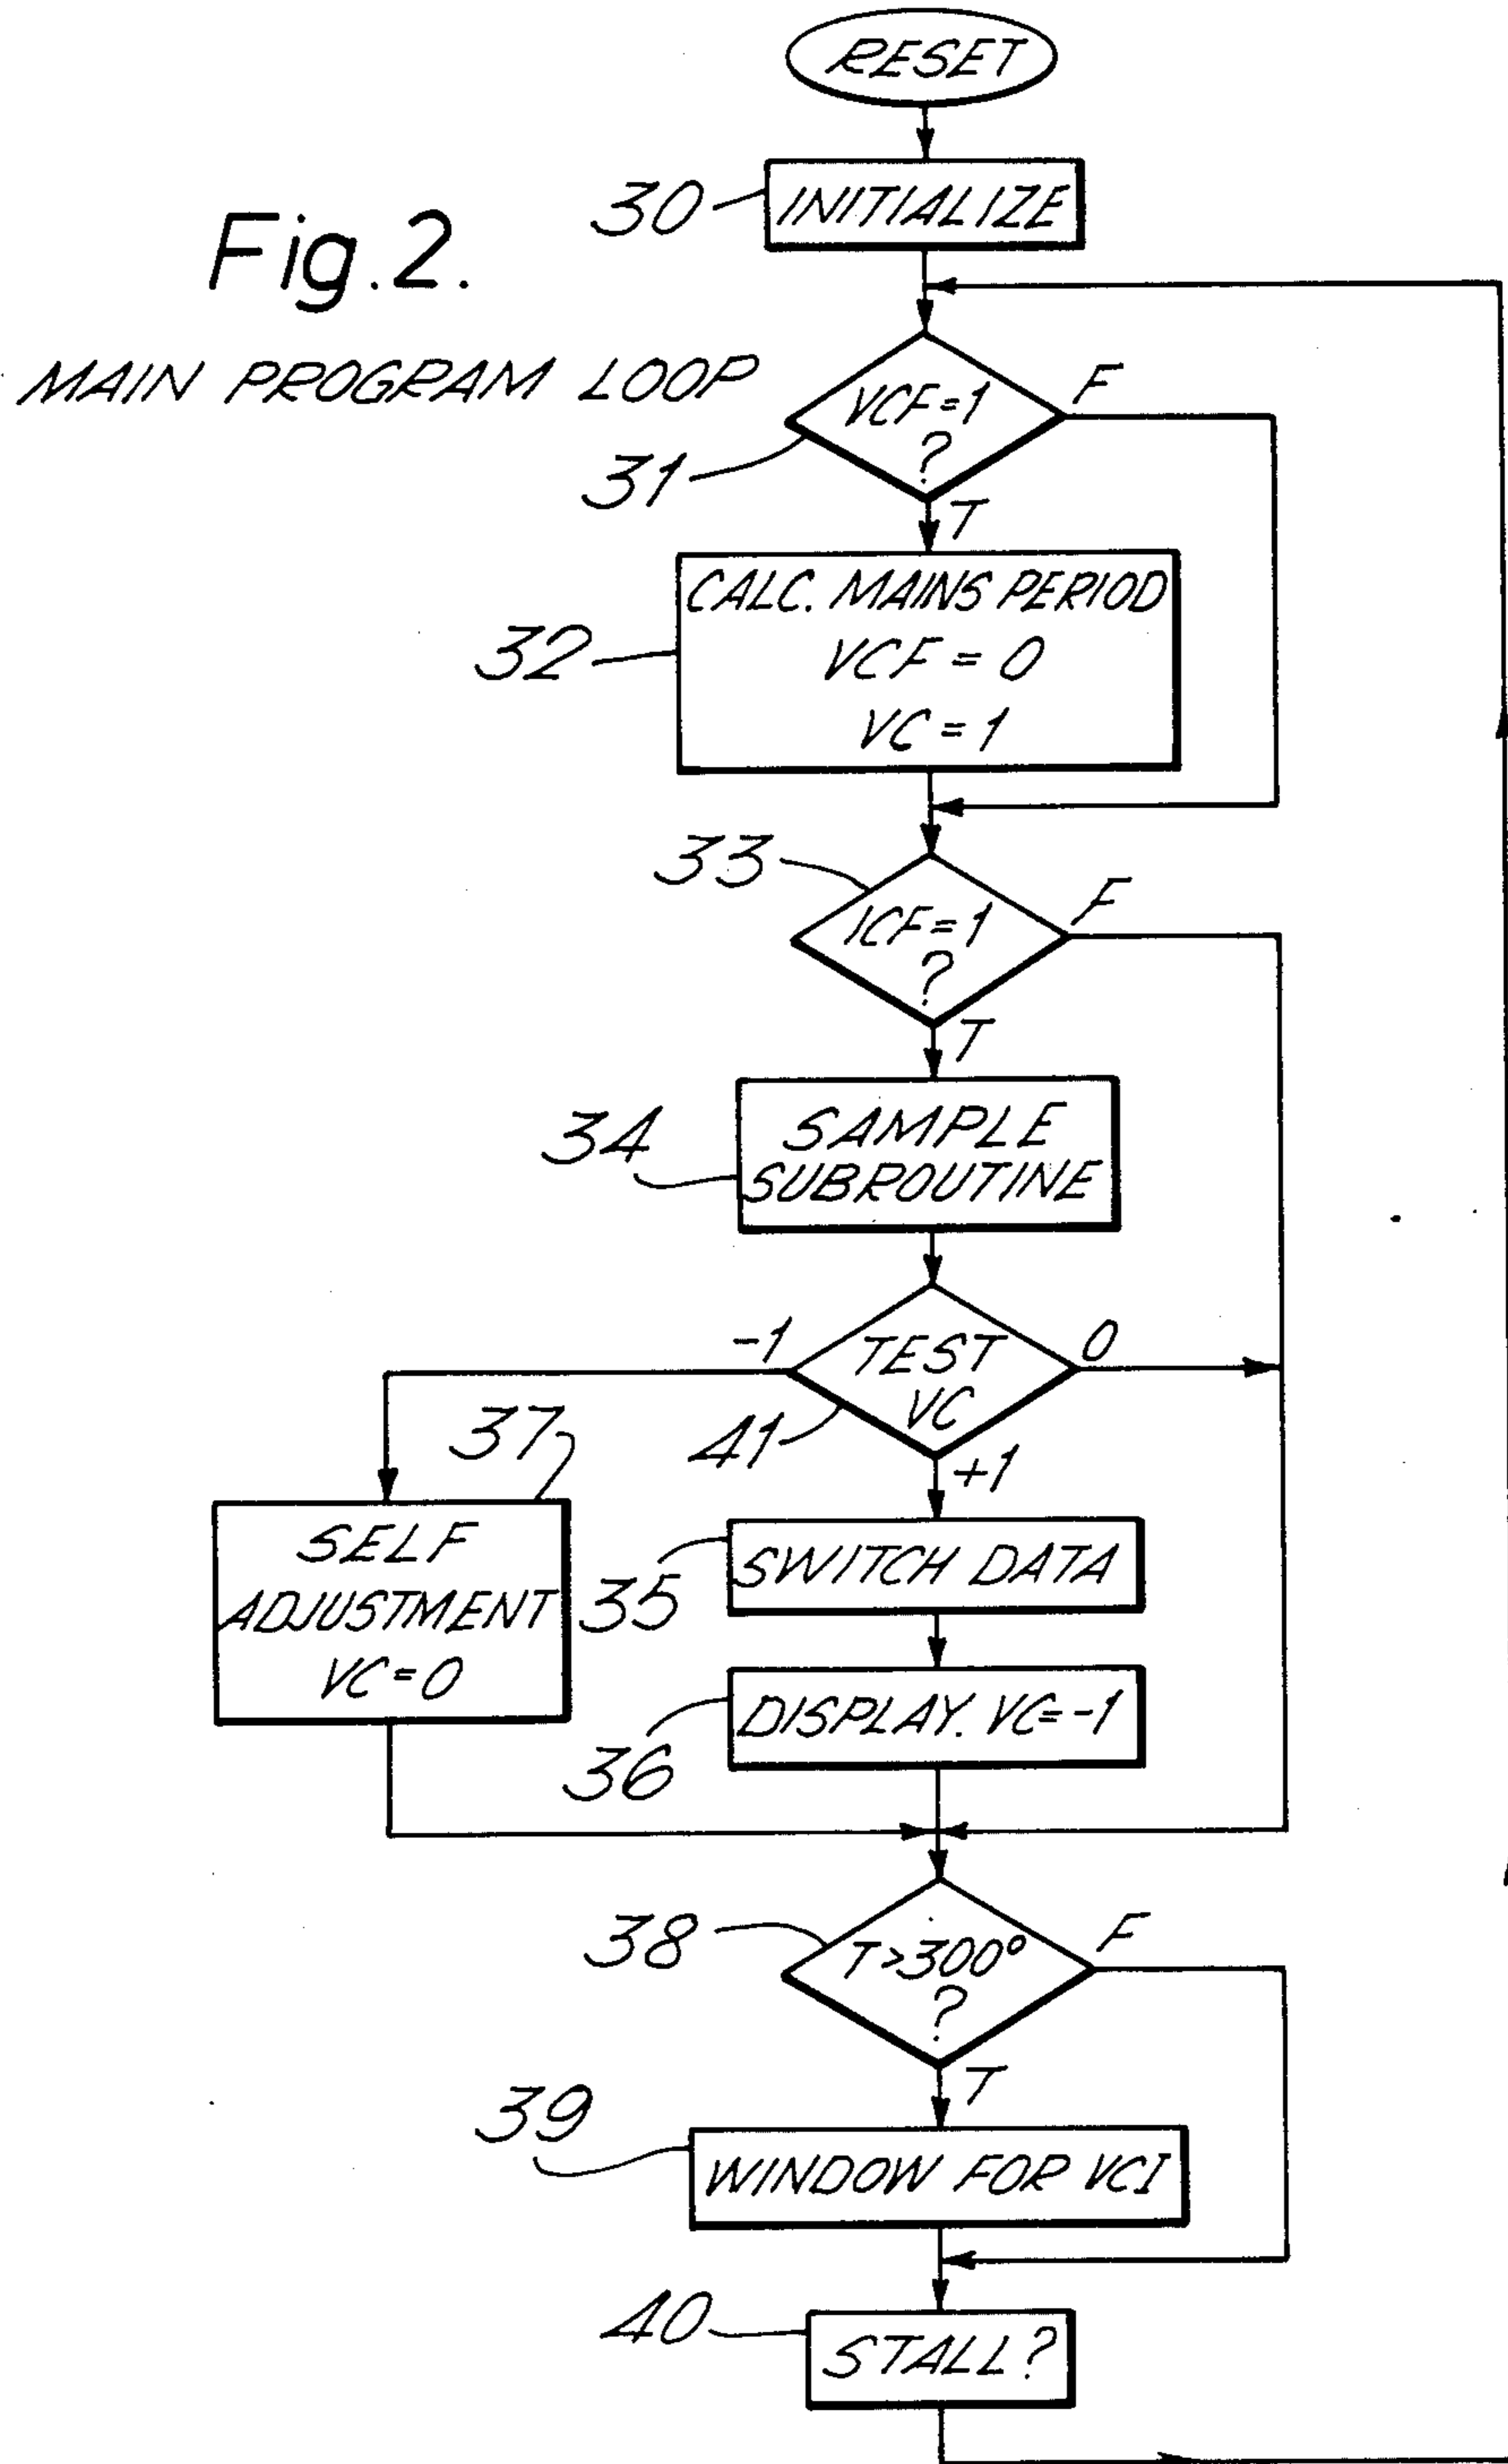 RESET
30
INITIALIZE
Fig.2.
MAIN PROGRAM LOOP
VCF=1
?
F
31
T
CALC. MAINS PERIOD
32
VCF = 0
VC = 1
33
ICF=1
?
F
T
34
SAMPLE
SUBROUTINE
-1
TEST
VC
0
41
+1
37
SELF
ADJUSTMENT
VC=0
35
SWITCH DATA
36
DISPLAY. VC=-1
38
T>300°
?
F
T
39
WINDOW FOR VCI
40
STALL?